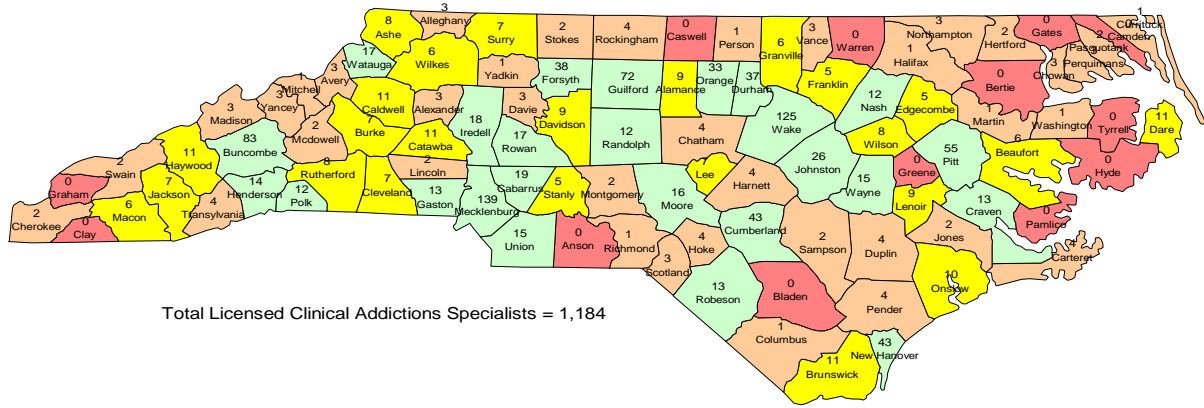 3
Alleghany
8
Ashe
7
Surry
2
Stokes
4
Rockingham
0
Caswell
1
Person
6
Granville
3
Vance
0
Warren
3
Northampton
2
Hertford
0
Gates
1
Currituck
0
Camden
2
Pasquotank
3
Perquimans
3
Chowan
17
Watauga
6
Wilkes
1
Yadkin
38
Forsyth
72
Guilford
9
Alamance
33
Orange
37
Durham
5
Franklin
1
Halifax
0
Bertie
3
Avery
1
Mitchell
3
Yancey
3
Madison
11
Caldwell
3
Alexander
3
Davie
9
Davidson
12
Randolph
4
Chatham
125
Wake
12
Nash
5
Edgecombe
1
Martin
1
Washington
0
Tyrrell
11
Dare
83
Buncombe
2
Mcdowell
7
Burke
11
Catawba
18
Iredell
17
Rowan
8
Wilson
55
Pitt
6
Beaufort
0
Hyde
2
Swain
11
Haywood
8
Rutherford
2
Lincoln
19
Cabarrus
5
Stanly
2
Montgomery
16
Moore
7
Lee
4
Harnett
26
Johnston
15
Wayne
0
Greene
9
Lenoir
13
Craven
0
Pamlico
0
Graham
7
Jackson
14
Henderson
12
Polk
7
Cleveland
13
Gaston
139
Mecklenburg
2
Cherokee
0
Clay
6
Macon
4
Transylvania
15
Union
0
Anson
1
Richmond
3
Scotland
4
Hoke
43
Cumberland
2
Sampson
4
Duplin
2
Jones
4
Carteret
10
Onslow
13
Robeson
0
Bladen
4
Pender
1
Columbus
11
Brunswick
43
New Hanover
Total Licensed Clinical Addictions Specialists = 1,184